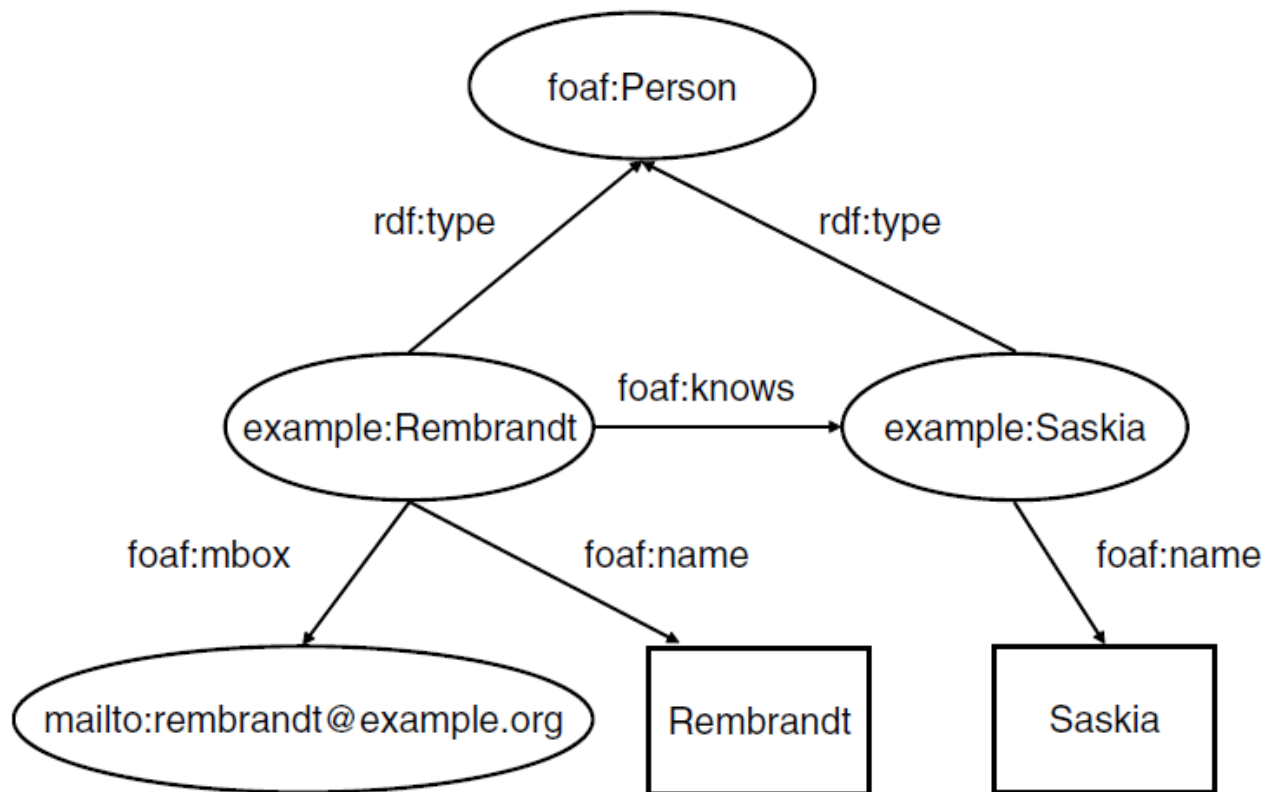 foaf:Person
rdf:type
rdf:type
foaf:knows
example:Rembrandt
example:Saskia
foaf:mbox
foaf:name
foaf:name
mailto:rembrandt@example.org
Rembrandt
Saskia